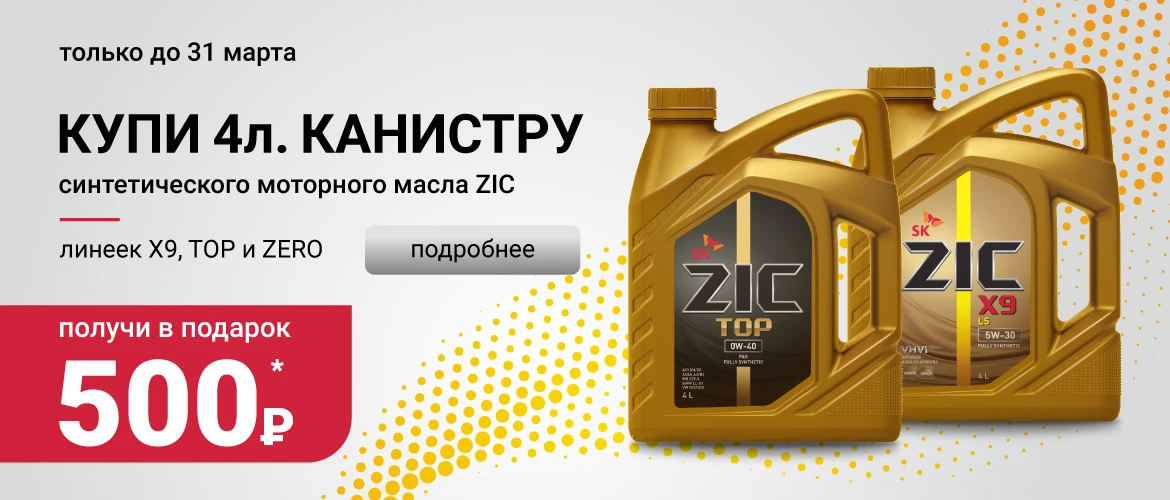 только до 31 марта
КУПИ 4л. КАНИСТРУ
синтетического моторного масла ZIC
линеек X9, TOP и ZERO
подробнее
получи в подарок
500₽*
SK
ZIC
TOP
0W-40
PAO
FULLY SYNTHETIC
4 L
SK
ZIC
X9
LS
5W-30
FULLY SYNTHETIC
VHVI
4 L